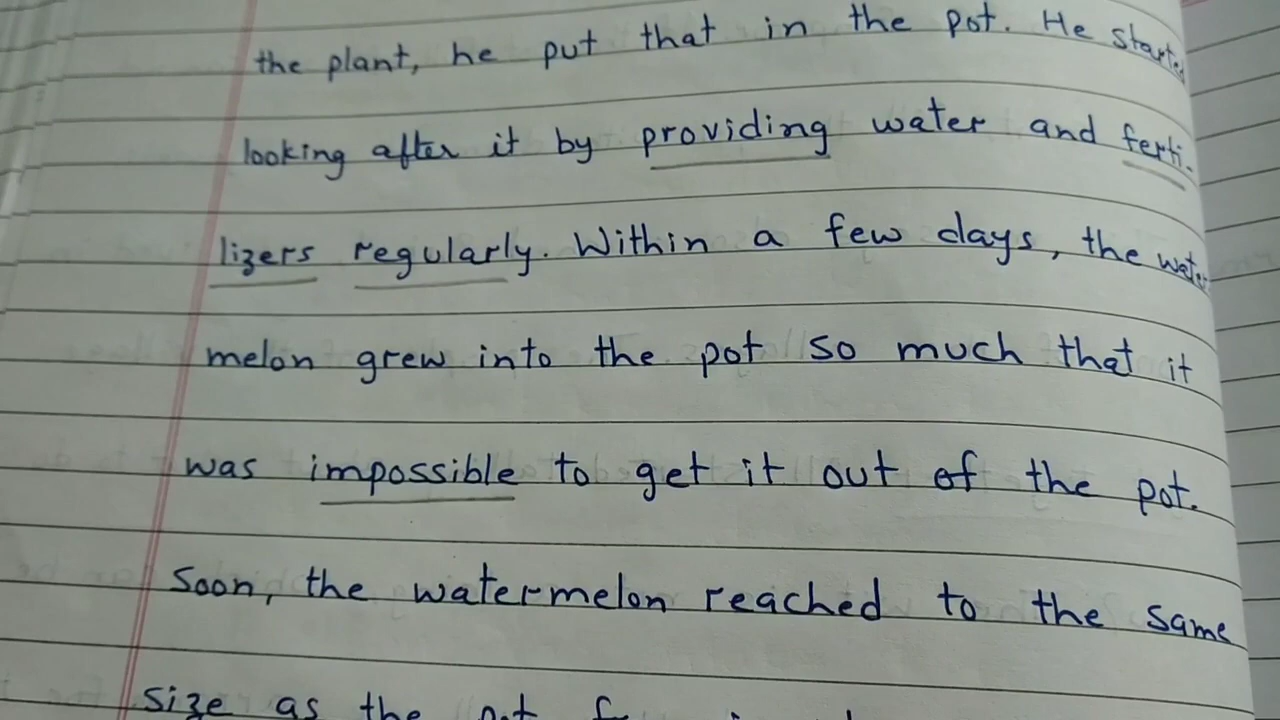 the plant, he put that in the pot. He started
looking after it by providing water and ferti-
lizers regularly. Within a few days, the water
melon grew into the pot so much that it
was impossible to get it out of the pot.
Soon, the watermelon reached to the same
size as the pot